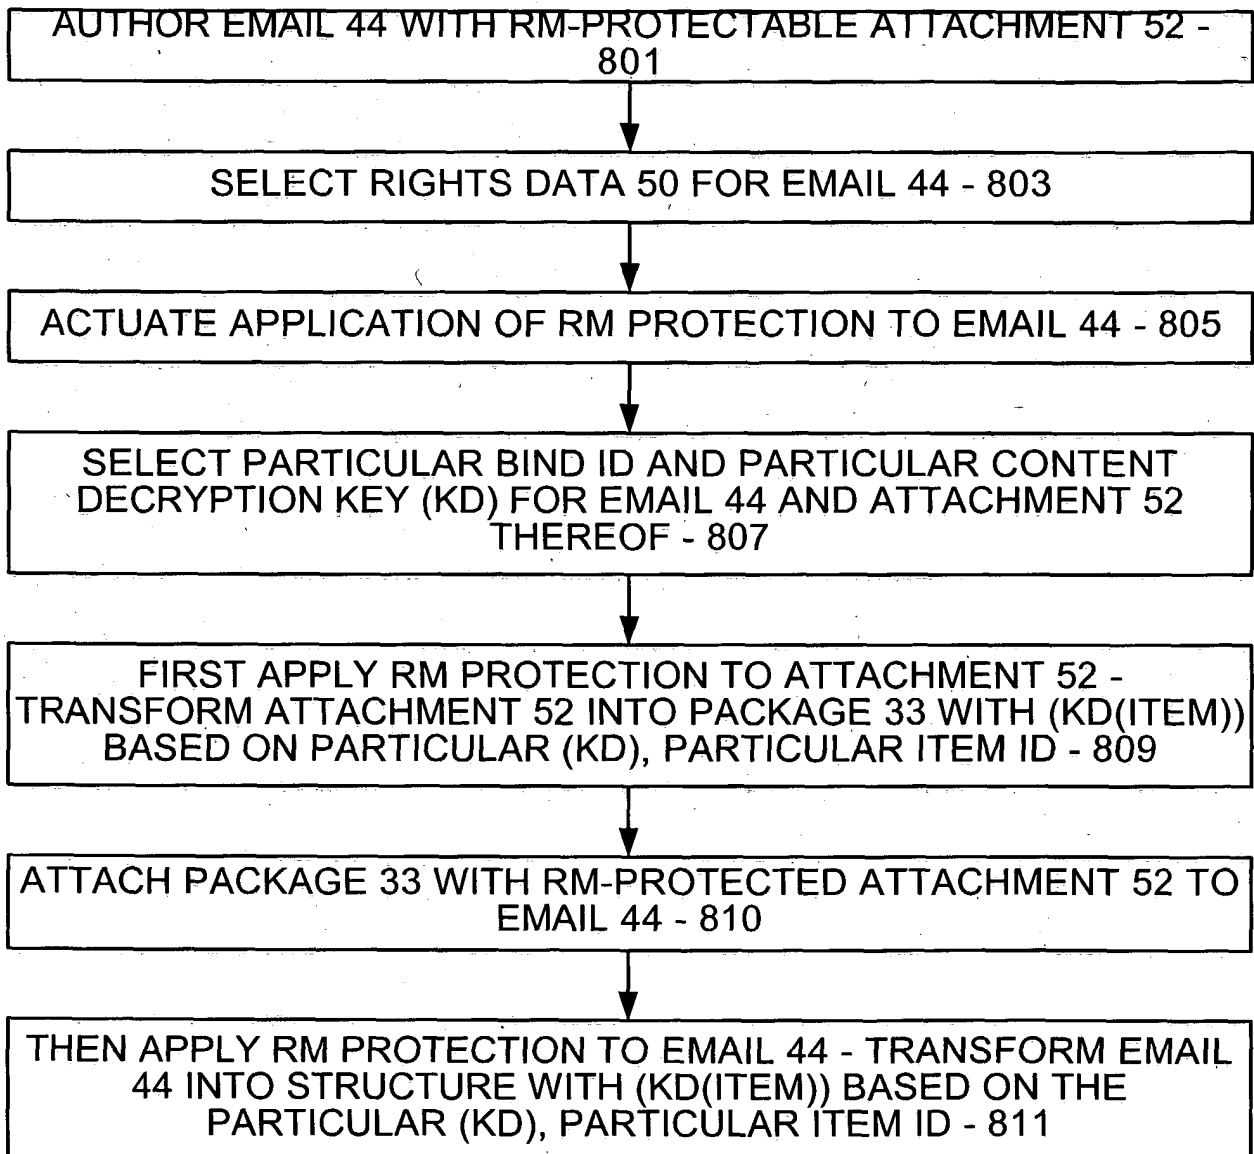 AUTHOR EMAIL 44 WITH RM-PROTECTABLE ATTACHMENT 52 -
801
SELECT RIGHTS DATA 50 FOR EMAIL 44 - 803
ACTUATE APPLICATION OF RM PROTECTION TO EMAIL 44 - 805
SELECT PARTICULAR BIND ID AND PARTICULAR CONTENT
DECRYPTION KEY (KD) FOR EMAIL 44 AND ATTACHMENT 52
THEREOF - 807
FIRST APPLY RM PROTECTION TO ATTACHMENT 52 -
TRANSFORM ATTACHMENT 52 INTO PACKAGE 33 WITH (KD(ITEM))
BASED ON PARTICULAR (KD), PARTICULAR ITEM ID - 809
ATTACH PACKAGE 33 WITH RM-PROTECTED ATTACHMENT 52 TO
EMAIL 44 - 810
THEN APPLY RM PROTECTION TO EMAIL 44 - TRANSFORM EMAIL
44 INTO STRUCTURE WITH (KD(ITEM)) BASED ON THE
PARTICULAR (KD), PARTICULAR ITEM ID - 811